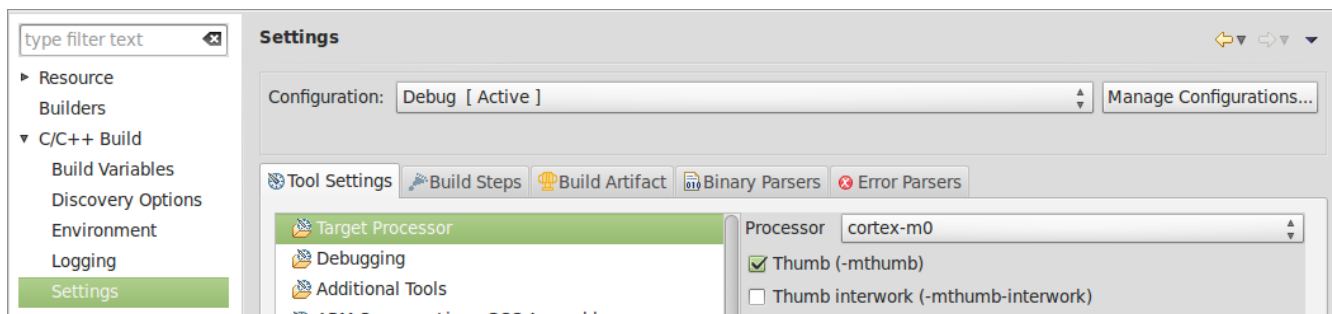 type filter text
Resource
Builders
C/C++ Build
Build Variables
Discovery Options
Environment
Logging
Settings
Settings
Configuration: Debug [ Active ] Manage Configurations...
Tool Settings Build Steps Build Artifact Binary Parsers Error Parsers
Target Processor
Debugging
Additional Tools
Processor cortex-m0
Thumb (-mthumb)
Thumb interwork (-mthumb-interwork)